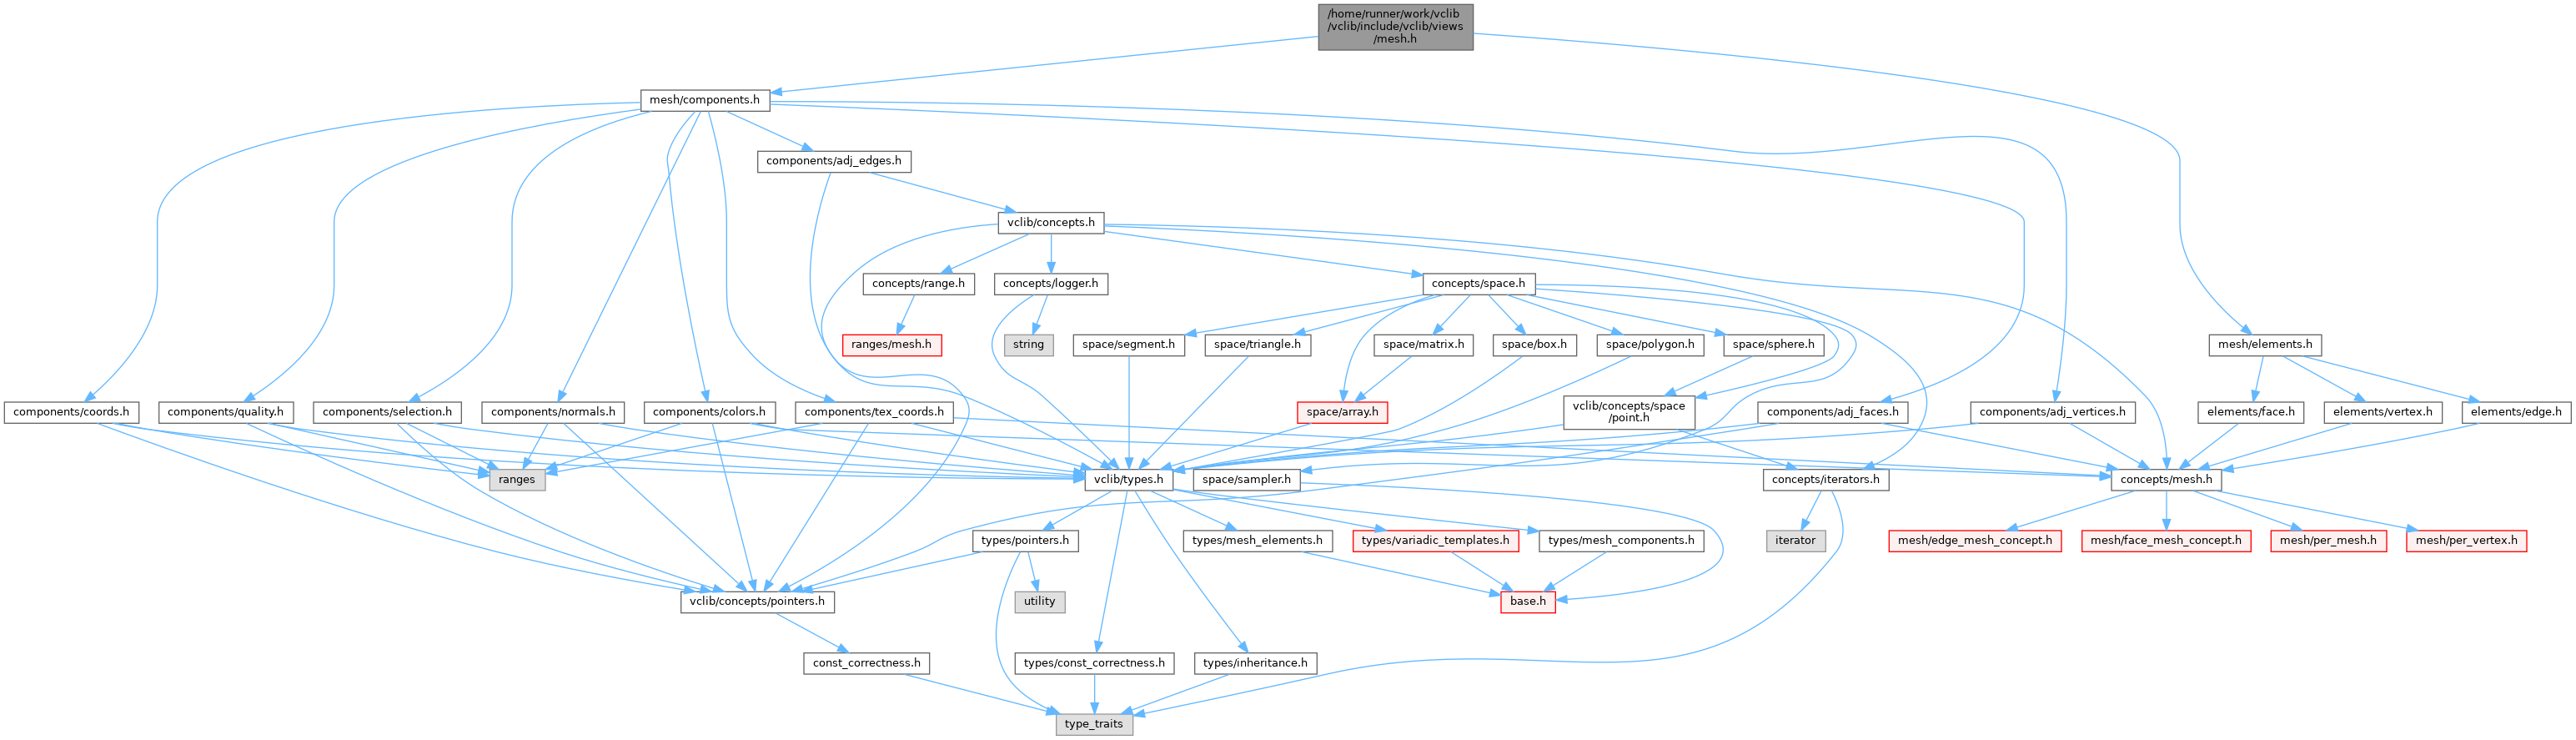 /home/runner/work/vclib
/vclib/include/vclib/views
/mesh.h
mesh/components.h
components/adj_edges.h
vclib/concepts.h
concepts/range.h
concepts/logger.h
concepts/space.h
ranges/mesh.h
string
space/segment.h
space/triangle.h
space/matrix.h
space/box.h
space/polygon.h
space/sphere.h
mesh/elements.h
components/coords.h
components/quality.h
components/selection.h
components/normals.h
components/colors.h
components/tex_coords.h
space/array.h
vclib/concepts/space
/point.h
components/adj_faces.h
components/adj_vertices.h
elements/face.h
elements/vertex.h
elements/edge.h
ranges
vclib/types.h
space/sampler.h
concepts/iterators.h
concepts/mesh.h
types/pointers.h
types/mesh_elements.h
types/variadic_templates.h
types/mesh_components.h
iterator
mesh/edge_mesh_concept.h
mesh/face_mesh_concept.h
mesh/per_mesh.h
mesh/per_vertex.h
vclib/concepts/pointers.h
utility
base.h
const_correctness.h
types/const_correctness.h
types/inheritance.h
type_traits